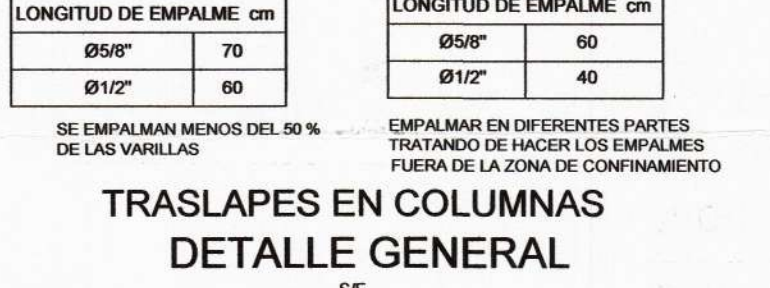 LONGITUD DE EMPALME cm
Ø5/8" 70
Ø1/2" 60
SE EMPALMAN MENOS DEL 50 %
DE LAS VARILLAS
LONGITUD DE EMPALME cm
Ø5/8" 60
Ø1/2" 40
EMPALMAR EN DIFERENTES PARTES
TRATANDO DE HACER LOS EMPALMES
FUERA DE LA ZONA DE CONFINAMIENTO
TRASLAPES EN COLUMNAS
DETALLE GENERAL